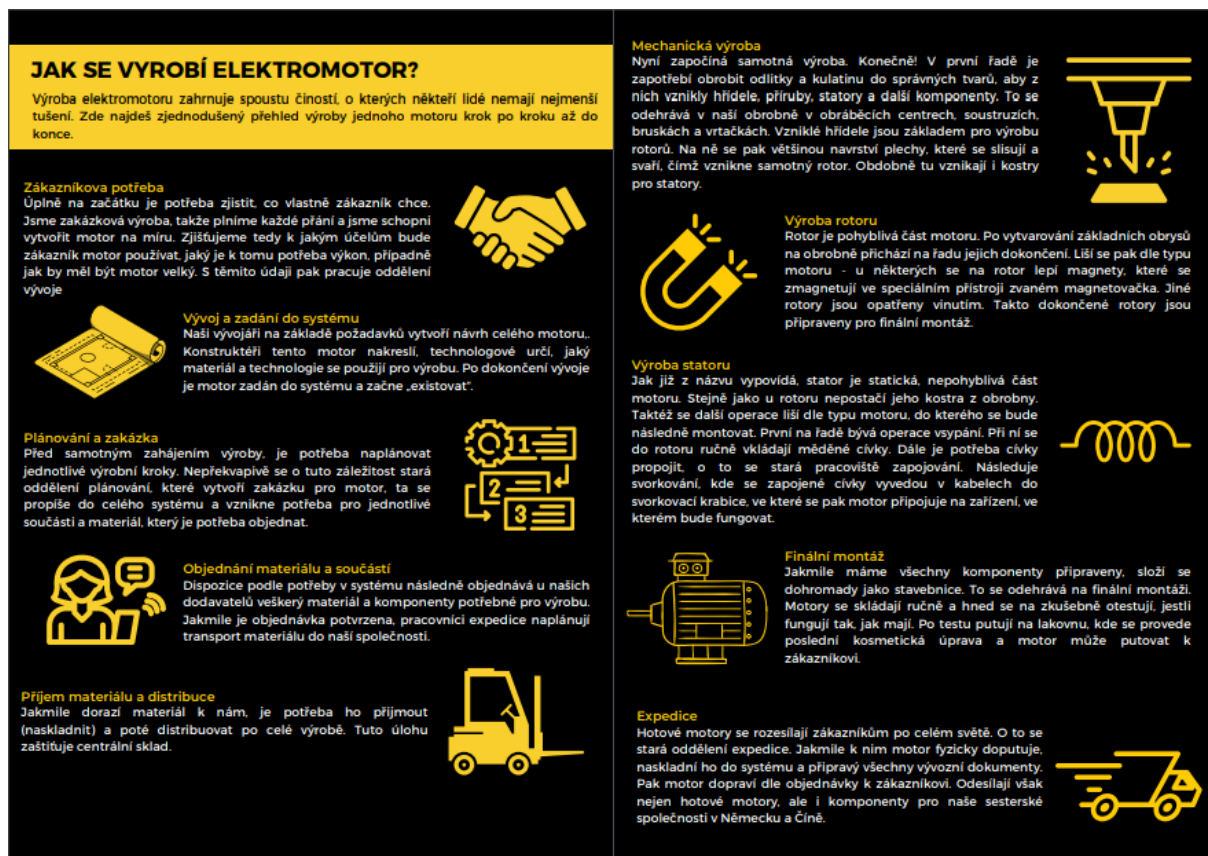 JAK SE VYROBÍ ELEKTROMOTOR?
Výroba elektromotoru zahrnuje spoustu čiností, o kterých někteří lidé nemají nejmenší
tušení. Zde najdeš zjednodušený přehled výroby jednoho motoru krok po kroku až do
konce.
Zákazníkova potřeba
Úplně na začátku je potřeba zjistit, co vlastně zákazník chce.
Jsme zakázková výroba, takže plníme každé přání a jsme schopni
vytvořit motor na míru. Zjišťujeme tedy k jakým účelům bude
zákazník motor používat, jaký je k tomu potřeba výkon, případně
jak by měl být motor velký. S těmito údaji pak pracuje oddělení
vývoje
Vývoj a zadání do systému
Naši vývojáři na základě požadavků vytvoří návrh celého motoru,.
Konstruktéři tento motor nakreslí, technologové určí, jaký
materiál a technologie se použijí pro výrobu. Po dokončení vývoje
je motor zadán do systému a začne „existovat“.
Plánování a zakázka
Před samotným zahájením výroby, je potřeba naplánovat
jednotlivé výrobní kroky. Nepřekvapivě se o tuto záležitost stará
oddělení plánování, které vytvoří zakázku pro motor, ta se
propíše do celého systému a vznikne potřeba pro jednotlivé
součásti a materiál, který je potřeba objednat.
1
2
3
Objednání materiálu a součástí
Dispozice podle potřeby v systému následně objednává u našich
dodavatelů veškerý materiál a komponenty potřebné pro výrobu.
Jakmile je objednávka potvrzena, pracovníci expedice naplánují
transport materiálu do naší společnosti.
Příjem materiálu a distribuce
Jakmile dorazí materiál k nám, je potřeba ho přijmout
(naskladnit) a poté distribuovat po celé výrobě. Tuto úlohu
zaštiťuje centrální sklad.
Mechanická výroba
Nyní započíná samotná výroba. Konečně! V první řadě je
zapotřebí obrobit odlitky a kulatinu do správných tvarů, aby z
nich vznikly hřídele, příruby, statory a další komponenty. To se
odehrává v naší obrobně v obráběcích centrech, soustruzích,
bruskách a vrtačkách. Vzniklé hřídele jsou základem pro výrobu
rotorů. Na ně se pak většinou navrství plechy, které se slisují a
svaří, čímž vznikne samotný rotor. Obdobně tu vznikají i kostry
pro statory.
Výroba rotoru
Rotor je pohyblivá část motoru. Po vytvarování základních obrysů
na obrobně přichází na řadu jejich dokončení. Liší se pak dle typu
motoru - u některých se na rotor lepí magnety, které se
zmagnetují ve speciálním přístroji zvaném magnetovačka. Jiné
rotory jsou opatřeny vinutím. Takto dokončené rotory jsou
připraveny pro finální montáž.
Výroba statoru
Jak již z názvu vypovídá, stator je statická, nepohyblivá část
motoru. Stejně jako u rotoru nepostačí jeho kostra z obrobny.
Taktéž se další operace liší dle typu motoru, do kterého se bude
následně montovat. První na řadě bývá operace vsypání. Při ní se
do rotoru ručně vkládají měděné cívky. Dále je potřeba cívky
propojit, o to se stará pracoviště zapojování. Následuje
svorkování, kde se zapojené cívky vyvedou v kabelech do
svorkovací krabice, ve které se pak motor připojuje na zařízení, ve
kterém bude fungovat.
Finální montáž
Jakmile máme všechny komponenty připraveny, složí se
dohromady jako stavebnice. To se odehrává na finální montáži.
Motory se skládají ručně a hned se na zkušebně otestují, jestli
fungují tak, jak mají. Po testu putují na lakovnu, kde se provede
poslední kosmetická úprava a motor může putovat k
zákazníkovi.
Expedice
Hotové motory se rozesílají zákazníkům po celém světě. O to se
stará oddělení expedice. Jakmile k nim motor fyzicky doputuje,
naskladní ho do systému a připravý všechny vývozní dokumenty.
Pak motor dopraví dle objednávky k zákazníkovi. Odesílají však
nejen hotové motory, ale i komponenty pro naše sesterské
společnosti v Německu a Číně.